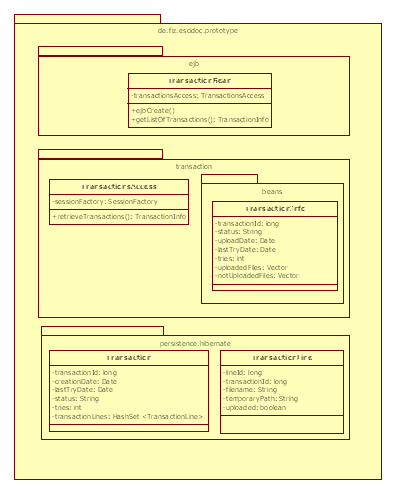 de.fiz.escidoc.prototype
ejb
TransactionBean
-transactionsAccess: TransactionsAccess
+ejbCreate()
+getListOfTransactions(): TransactionInfo
transaction
TransactionsAccess
-sessionFactory: SessionFactory
+retrieveTransactions(): TransactionInfo
beans
TransactionInfo
-transactionId: long
-status: String
-uploadDate: Date
-lastTryDate: Date
-tries: int
-uploadedFiles: Vector
-notUploadedFiles: Vector
persistence.hibernate
Transaction
-transactionId: long
-creationDate: Date
-lastTryDate: Date
-status: String
-tries: int
-transactionLines: HashSet <TransactionLine>
TransactionLine
-lineId: long
-transactionId: long
-filename: String
-temporaryPath: String
-uploaded: boolean